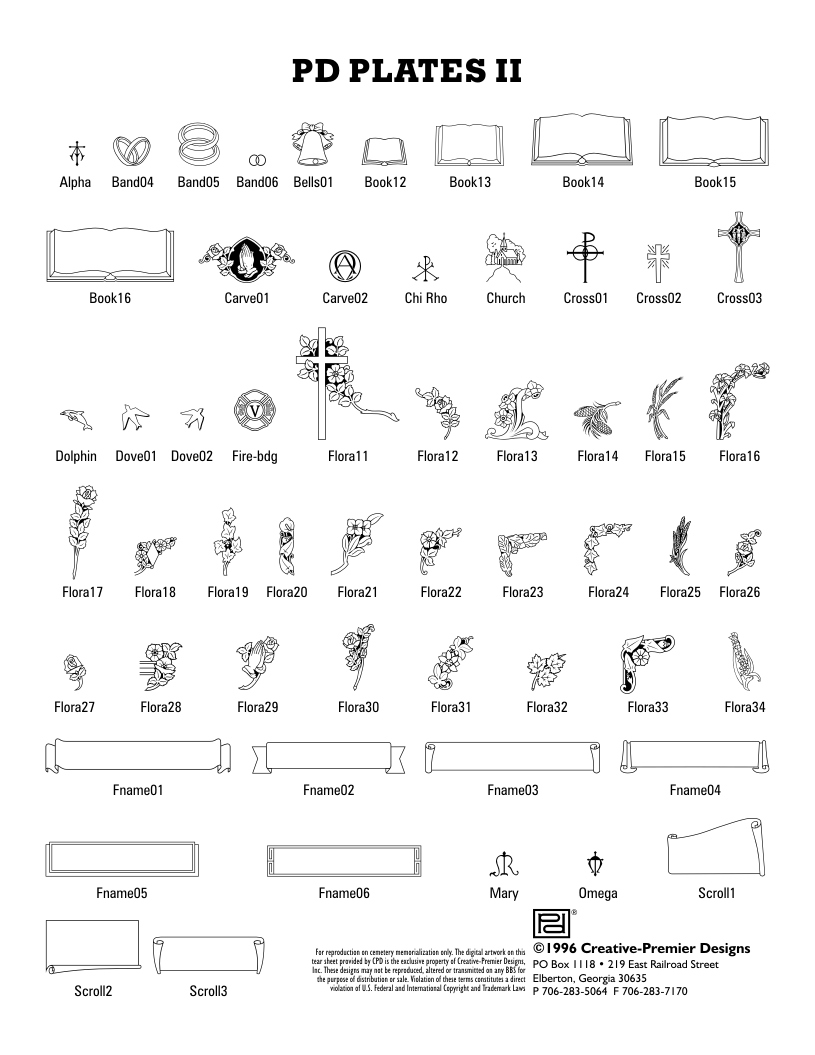 PD PLATES II
Alpha Band04 Band05 Band06 Bells01 Book12 Book13 Book14 Book15
Book16 Carve01 Carve02 Chi Rho Church Cross01 Cross02 Cross03
V
Dolphin Dove01 Dove02 Fire-bdg Flora11 Flora12 Flora13 Flora14 Flora15 Flora16
Flora17 Flora18 Flora19 Flora20 Flora21 Flora22 Flora23 Flora24 Flora25 Flora26
Flora27 Flora28 Flora29 Flora30 Flora31 Flora32 Flora33 Flora34
Fname01 Fname02 Fname03 Fname04
Fname05 Fname06 Mary Omega Scroll1
Scroll2 Scroll3
For reproduction on cemetery memorialization only. The digital artwork on this
tear sheet provided by CPD is the exclusive property of Creative-Premier Designs,
Inc. These designs may not be reproduced, altered or transmitted on any BBS for
the purpose of distribution or sale. Violation of these terms constitutes a direct
violation of U.S. Federal and International Copyright and Trademark Laws
®
©1996 Creative-Premier Designs
PO Box 1118 • 219 East Railroad Street
Elberton, Georgia 30635
P 706-283-5064 F 706-283-7170